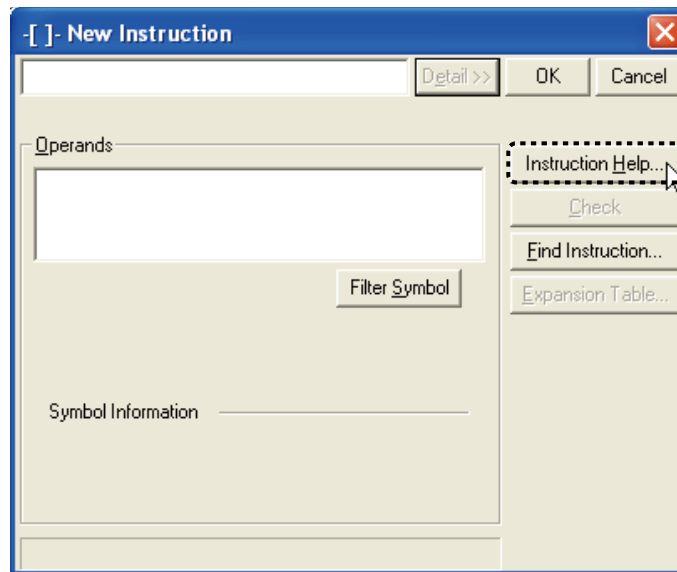 -[ ]- New Instruction
Detail >> OK Cancel
Operands
Instruction Help...
Check
Find Instruction...
Filter Symbol
Expansion Table...
Symbol Information